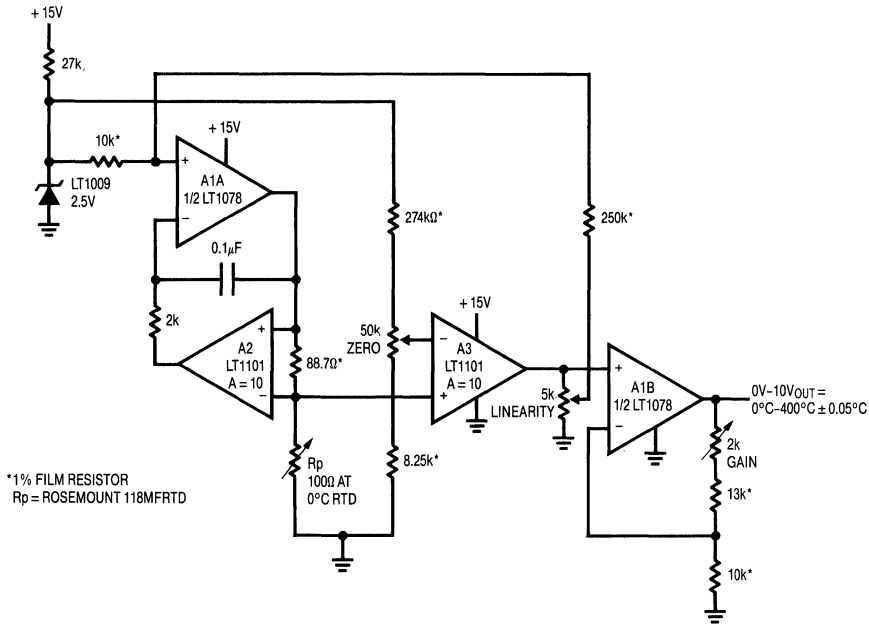 + 15V
27k
10k*
+ 15V
LT1009
2.5V
+
A1A
1/2 LT1078
−
274kΩ*
250k*
0.1μF
2k
+
A2
LT1101
A = 10
−
88.7Ω*
50k
ZERO
+ 15V
−
A3
LT1101
A = 10
+
5k
LINEARITY
+
A1B
1/2 LT1078
−
0V–10VOUT =
0°C–400°C ± 0.05°C
2k
GAIN
Rp
100Ω AT
0°C RTD
8.25k*
13k*
10k*
*1% FILM RESISTOR
Rp = ROSEMOUNT 118MFRTD